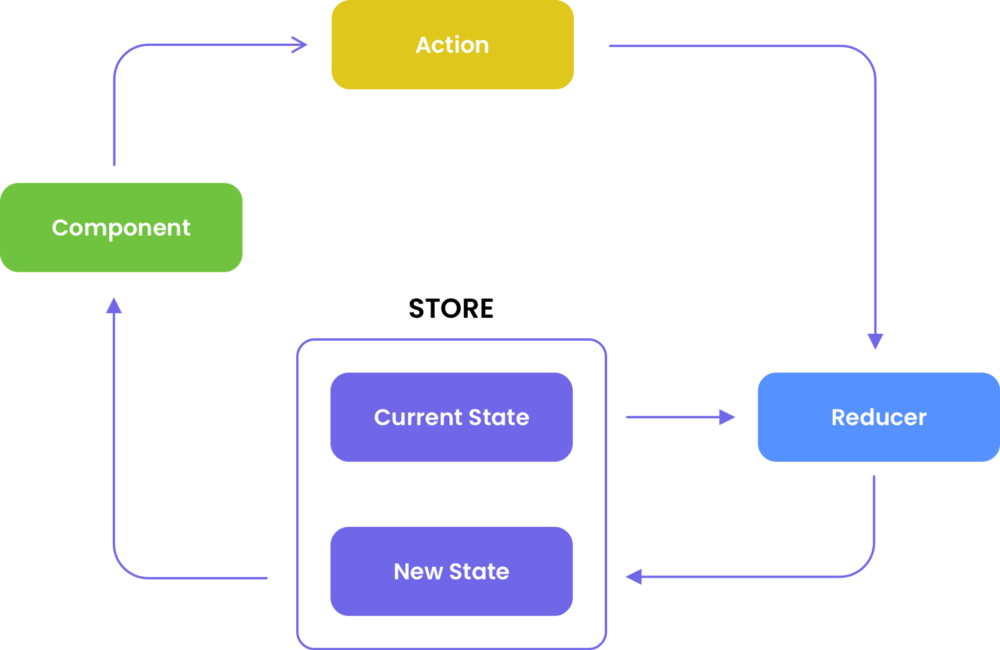 Action
Component
STORE
Current State
Reducer
New State